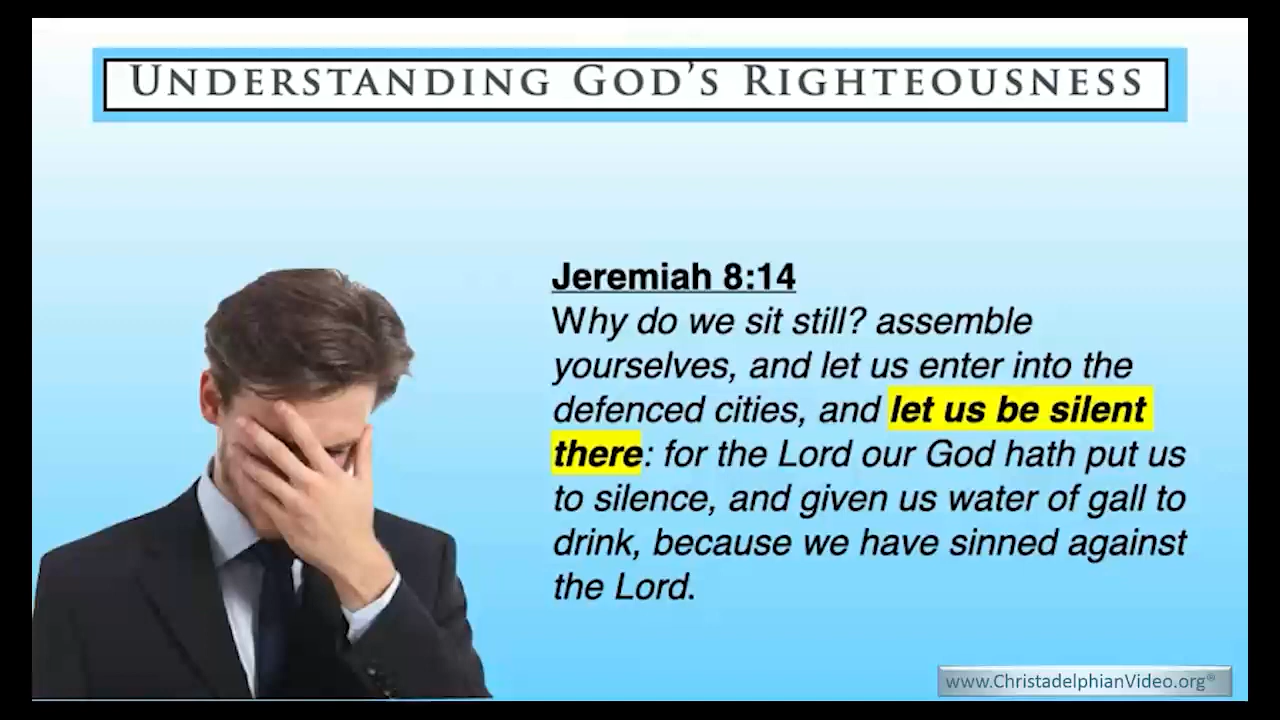 UNDERSTANDING GOD'S RIGHTEOUSNESS
Jeremiah 8:14
Why do we sit still? assemble
yourselves, and let us enter into the
defenced cities, and let us be silent
there: for the Lord our God hath put us
to silence, and given us water of gall to
drink, because we have sinned against
the Lord.
www.ChristadelphianVideo.org®